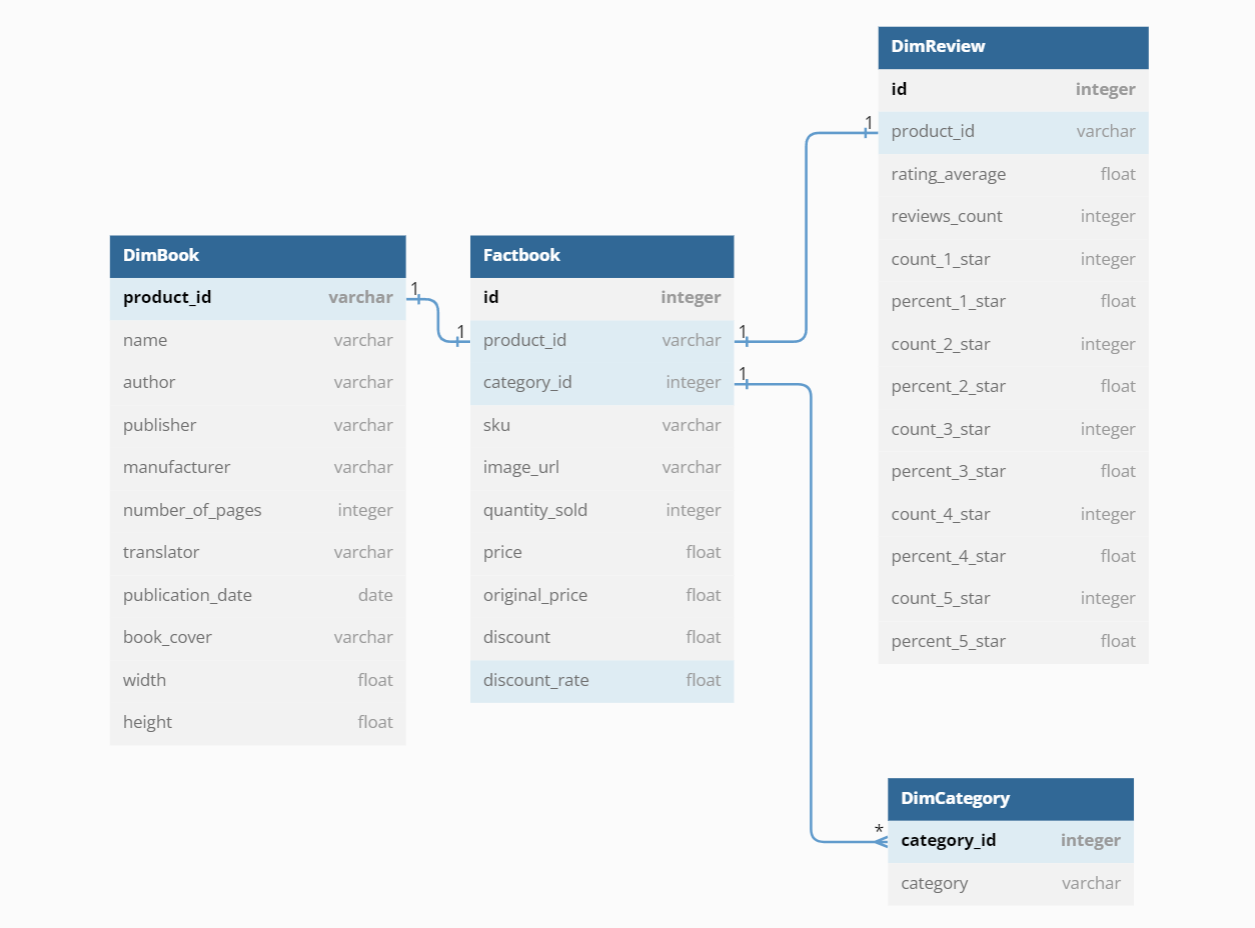 DimReview
id integer
product_id varchar
rating_average float
reviews_count integer
count_1_star integer
percent_1_star float
count_2_star integer
percent_2_star float
count_3_star integer
percent_3_star float
count_4_star integer
percent_4_star float
count_5_star integer
percent_5_star float
1
DimBook
product_id varchar
name varchar
author varchar
publisher varchar
manufacturer varchar
number_of_pages integer
translator varchar
publication_date date
book_cover varchar
width float
height float
1
1
Factbook
id integer
product_id varchar
category_id integer
sku varchar
image_url varchar
quantity_sold integer
price float
original_price float
discount float
discount_rate float
1
1
*
DimCategory
category_id integer
category varchar